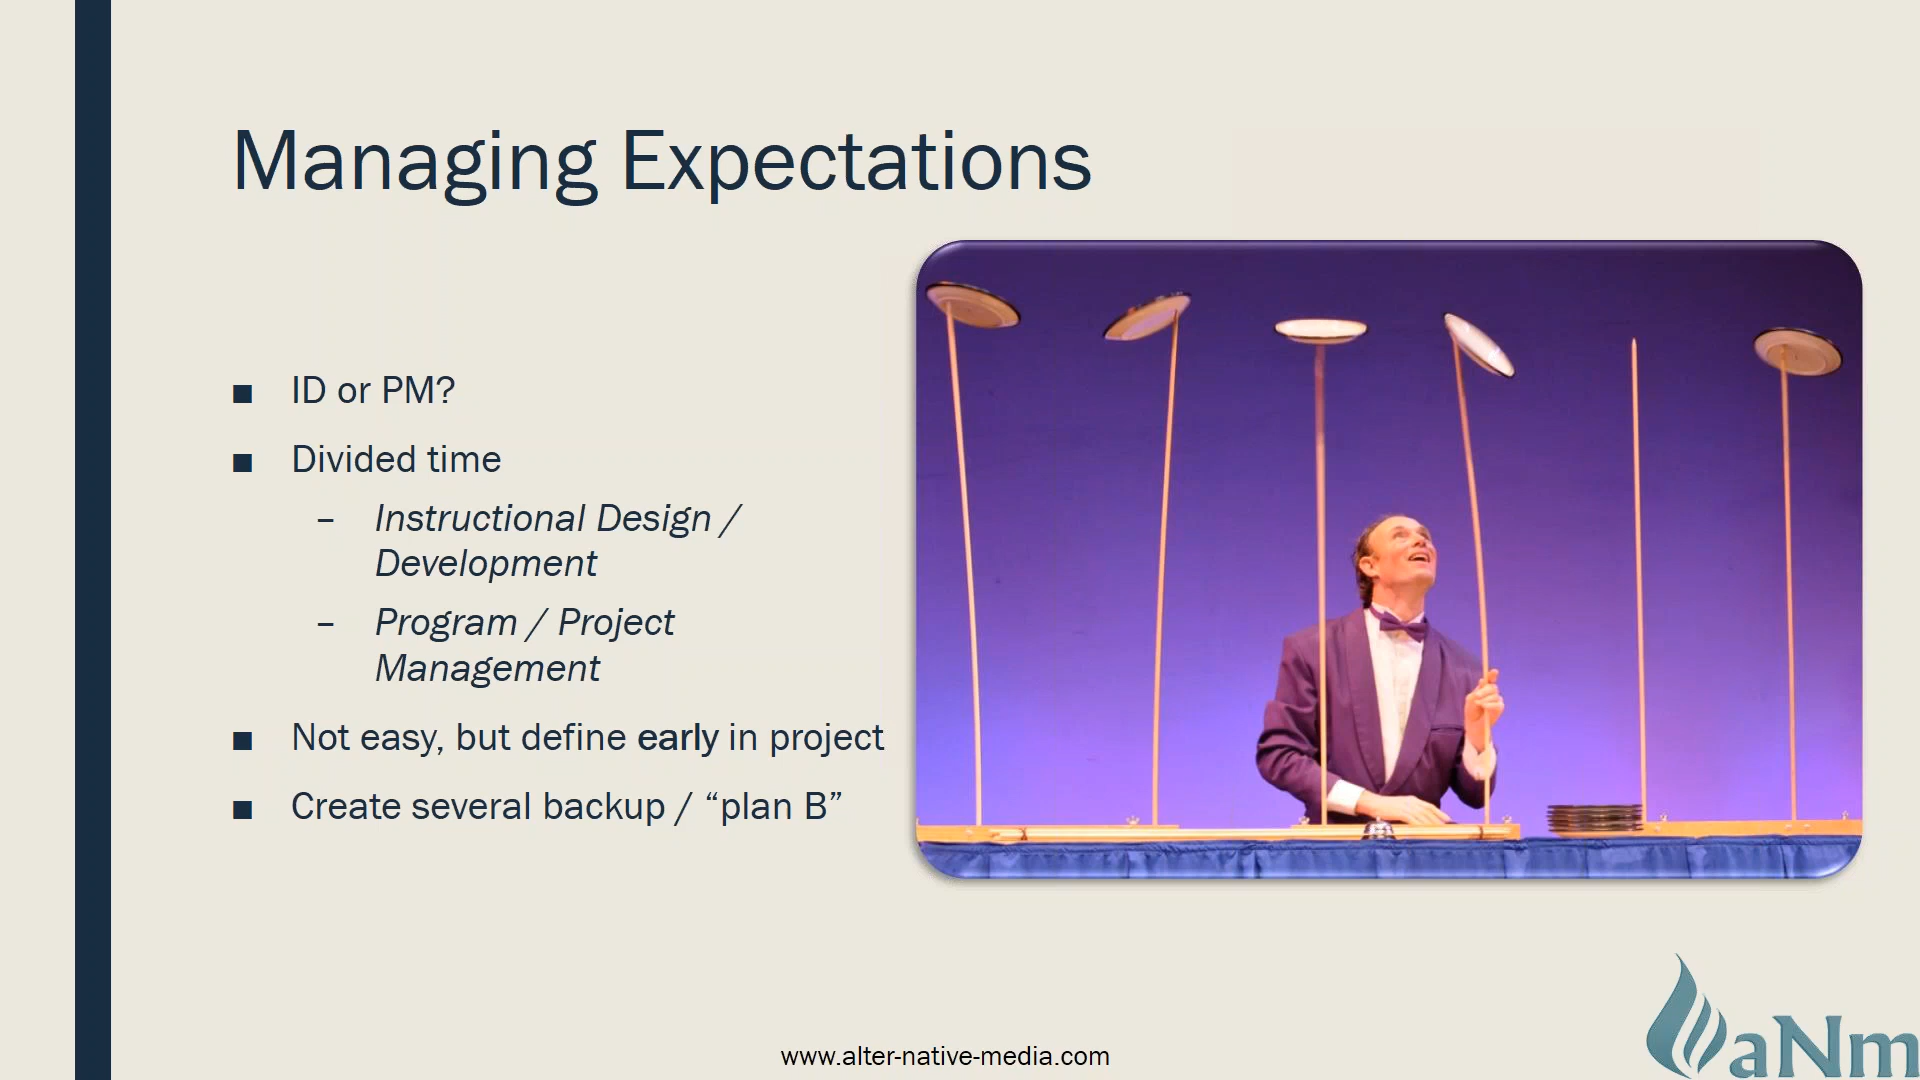 Managing Expectations
■ ID or PM?
■ Divided time
– Instructional Design /
Development
– Program / Project
Management
■ Not easy, but define early in project
■ Create several backup / “plan B”
www.alter-native-media.com
aNm